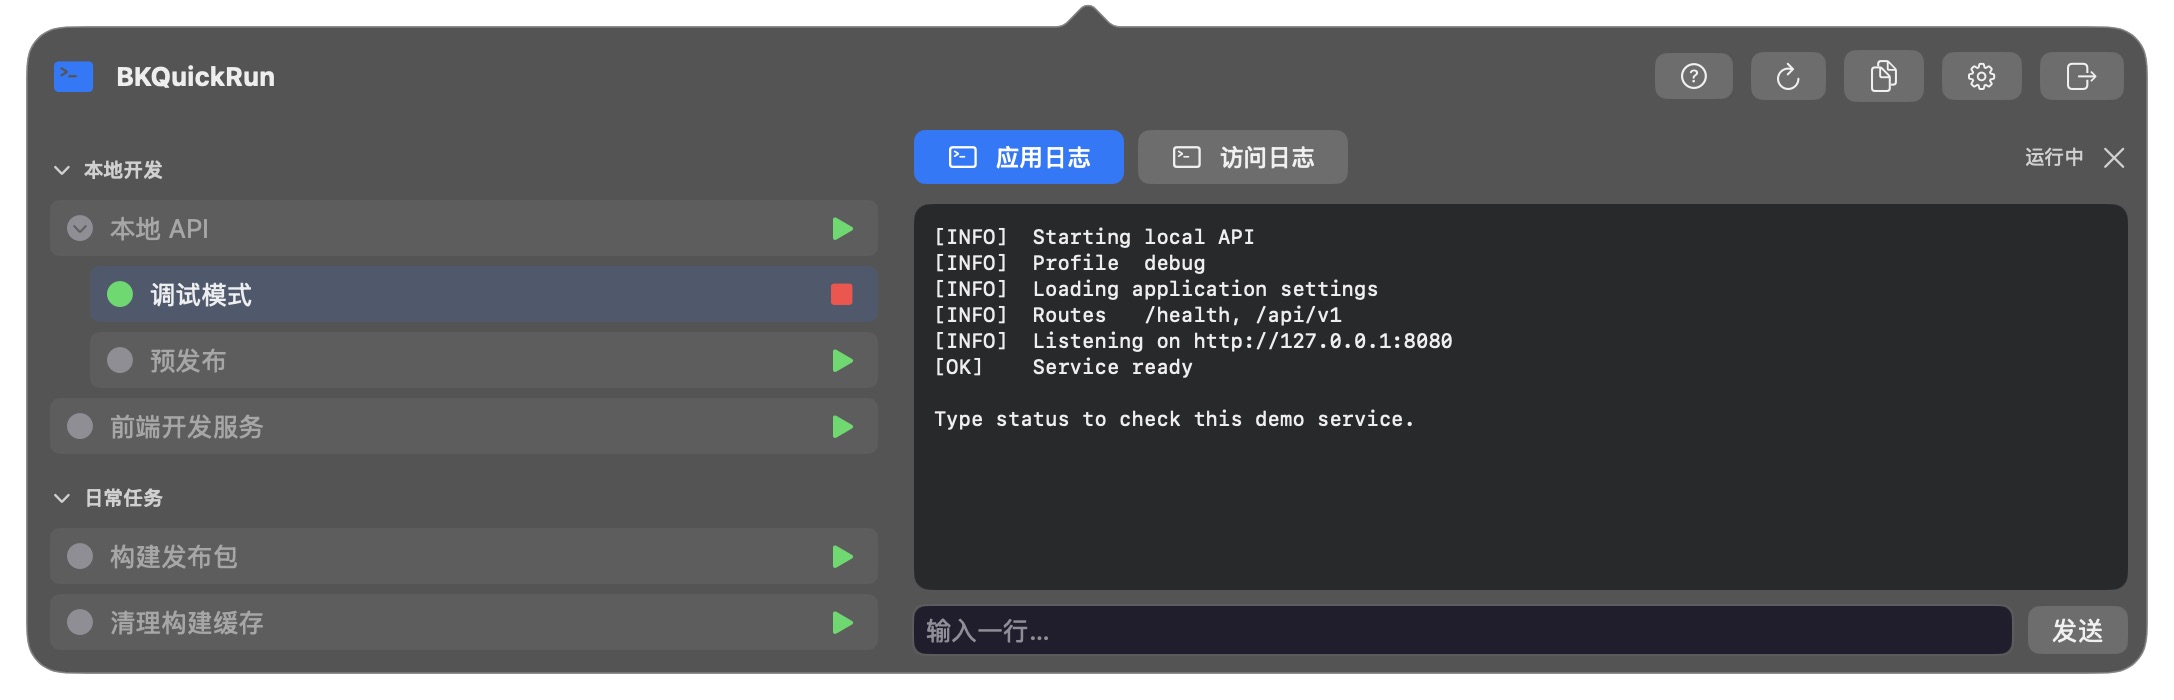 BKQuickRun
本地开发
本地 API
调试模式
预发布
前端开发服务
日常任务
构建发布包
清理构建缓存
应用日志
访问日志
运行中
[INFO]  Starting local API
[INFO]  Profile  debug
[INFO]  Loading application settings
[INFO]  Routes   /health, /api/v1
[INFO]  Listening on http://127.0.0.1:8080
[OK]    Service ready
Type status to check this demo service.
输入一行...
发送